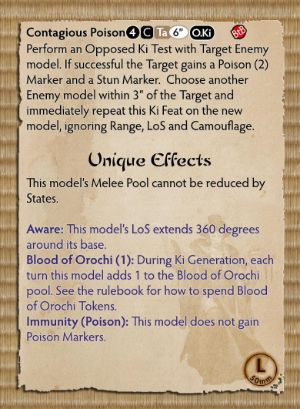 Contagious Poison 4 C Ta 6" O.Ki BtB
Perform an Opposed Ki Test with Target Enemy
model. If successful the Target gains a Poison (2)
Marker and a Stun Marker. Choose another
Enemy model within 3" of the Target and
immediately repeat this Ki Feat on the new
model, ignoring Range, LoS and Camouflage.
Unique Effects
This model's Melee Pool cannot be reduced by
States.
Aware: This model's LoS extends 360 degrees
around its base.
Blood of Orochi (1): During Ki Generation, each
turn this model adds 1 to the Blood of Orochi
pool. See the rulebook for how to spend Blood
of Orochi Tokens.
Immunity (Poison): This model does not gain
Poison Markers.
L
50mm